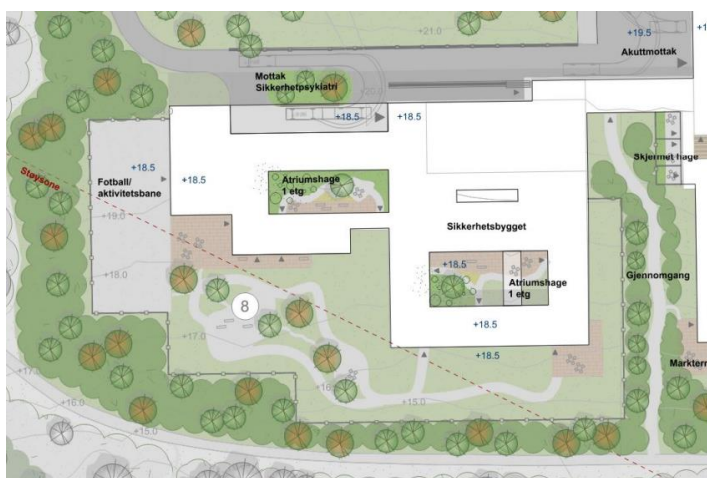 +21.0
+19.5
Akuttmottak
Mottak
Sikkerhetpsykiatri
+18.5
+18.5
Støysone
+18.5
Fotball/
aktivitetsbane
+18.5
Atriumshage
1 etg
Skjermet hage
+19.0
Sikkerhetsbygget
+18.0
+18.5
Atriumshage
1 etg
Gjennomgang
8
+18.5
+17.0
+18.5
Markterr
+16.0
+15.0
+15.0